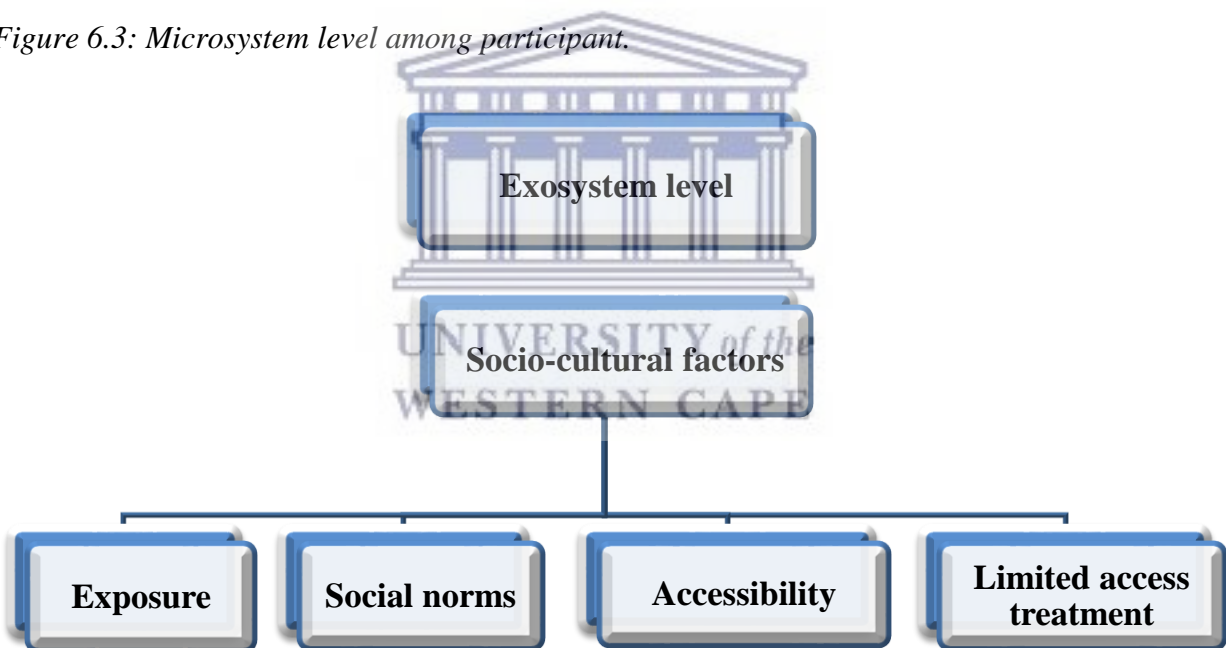 Figure 6.3: Microsystem level among participant.
Exosystem level
UNIVERSITY of the
Socio-cultural factors
WESTERN CAPE
Exposure
Social norms
Accessibility
Limited access
treatment